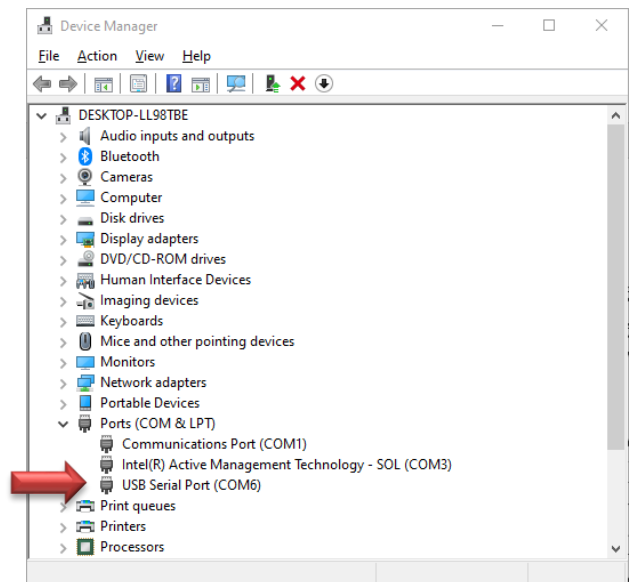 Device Manager
File Action View Help
DESKTOP-LL98TBE
Audio inputs and outputs
Bluetooth
Cameras
Computer
Disk drives
Display adapters
DVD/CD-ROM drives
Human Interface Devices
Imaging devices
Keyboards
Mice and other pointing devices
Monitors
Network adapters
Portable Devices
Ports (COM & LPT)
Communications Port (COM1)
Intel(R) Active Management Technology - SOL (COM3)
USB Serial Port (COM6)
Print queues
Printers
Processors